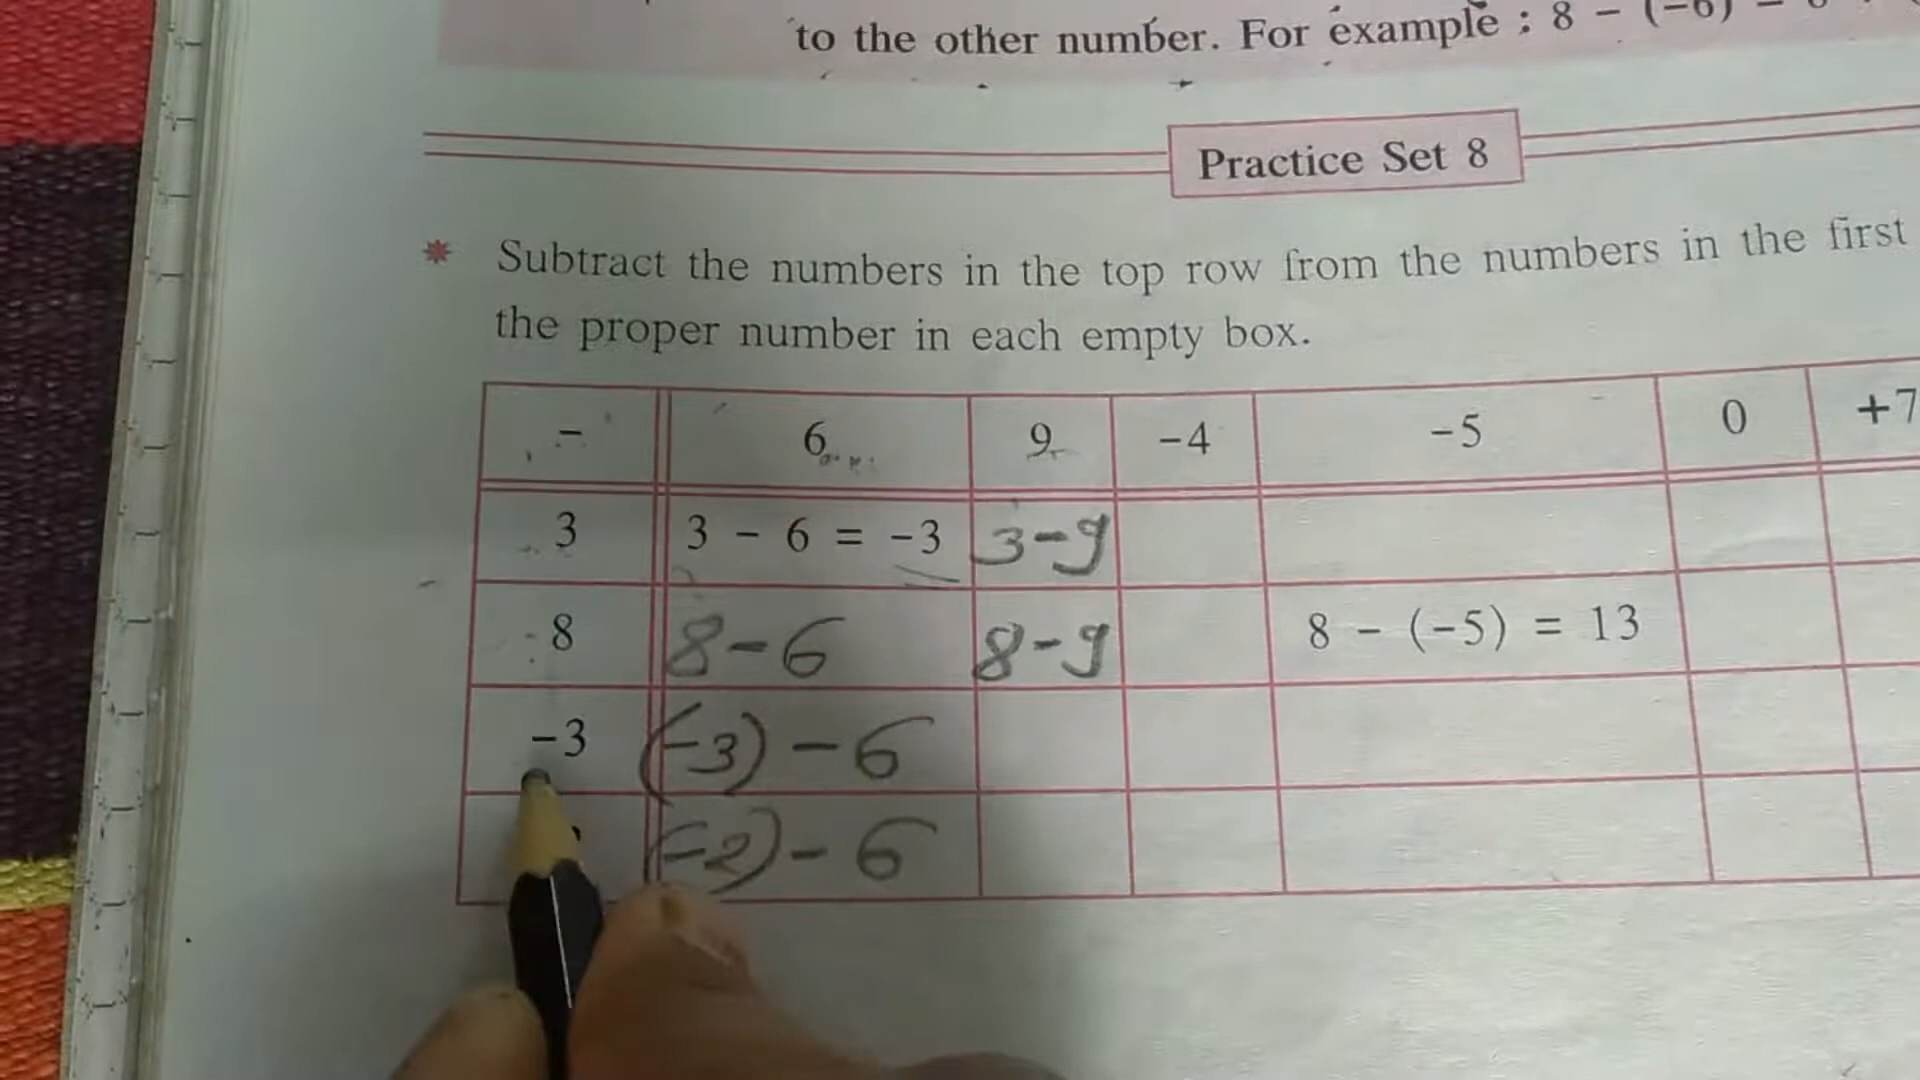 to the other number. For example : 8 - (-6) =
Practice Set 8
* Subtract the numbers in the top row from the numbers in the first
the proper number in each empty box.
- 6 9 -4 -5 0 +7
3 3 - 6 = -3 3-9
8 8-6 8-9 8 - (-5) = 13
-3 (-3)-6
(-2)-6